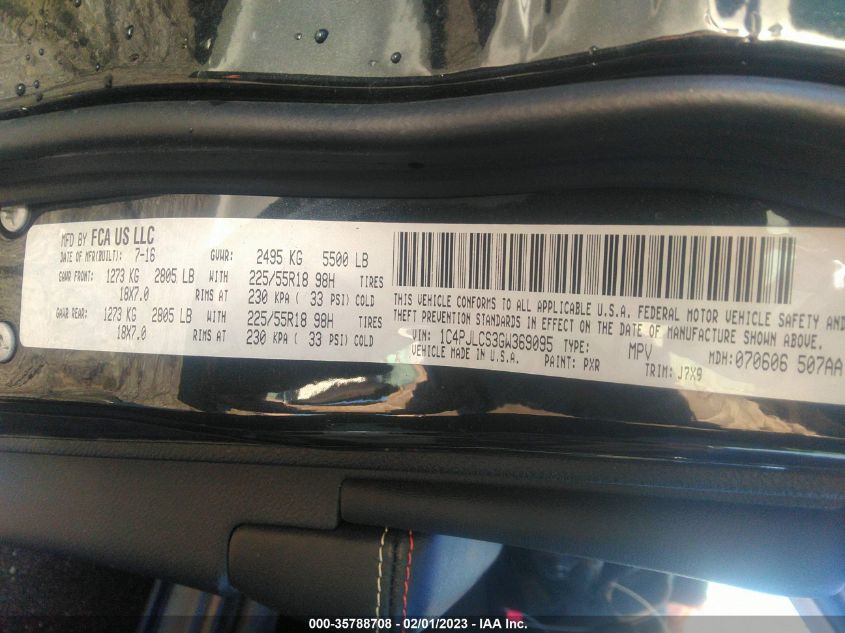 MFD BY FCA US LLC
DATE OF MFR(BUILT): 7-16 GVWR: 2495 KG 5500 LB
GAWR FRONT: 1273 KG 2805 LB WITH 225/55R18 98H TIRES
18X7.0 RIMS AT 230 KPA ( 33 PSI) COLD
GAWR REAR: 1273 KG 2805 LB WITH 225/55R18 98H TIRES
18X7.0 RIMS AT 230 KPA ( 33 PSI) COLD
THIS VEHICLE CONFORMS TO ALL APPLICABLE U.S.A. FEDERAL MOTOR VEHICLE SAFETY AND
THEFT PREVENTION STANDARDS IN EFFECT ON THE DATE OF MANUFACTURE SHOWN ABOVE.
VIN: 1C4PJLCS3GW369095 TYPE: MPV MDH:070606 507AA
VEHICLE MADE IN U.S.A. PAINT: PXR TRIM: J7X9
000-35788708 - 02/01/2023 - IAA Inc.